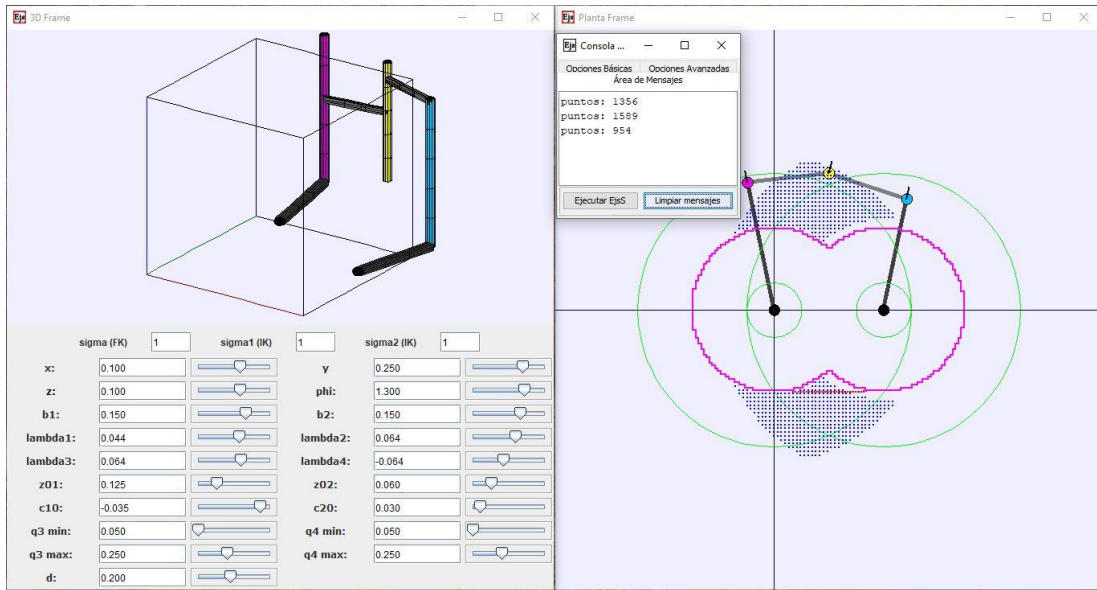 Ejs 3D Frame
Ejs Planta Frame
Ejs Consola ...
Opciones Básicas Opciones Avanzadas
Área de Mensajes
puntos: 1356
puntos: 1589
puntos: 954
Ejecutar EjsS Limpiar mensajes
sigma (FK) 1 sigma1 (IK) 1 sigma2 (IK) 1
x: 0.100 y 0.250
z: 0.100 phi: 1.300
b1: 0.150 b2: 0.150
lambda1: 0.044 lambda2: 0.064
lambda3: 0.064 lambda4: -0.064
z01: 0.125 z02: 0.060
c10: -0.035 c20: 0.030
q3 min: 0.050 q4 min: 0.050
q3 max: 0.250 q4 max: 0.250
d: 0.200